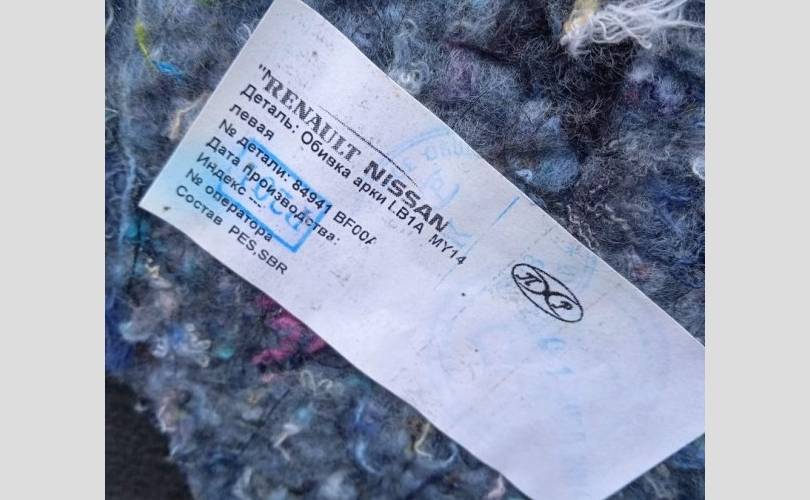 "RENAULT NISSAN
Деталь: Обивка арки LB1A MY14
левая
№ детали: 84941 BF00A
Дата производства:
Индекс ---
№ оператора
Состав PES,SBR
ПХР